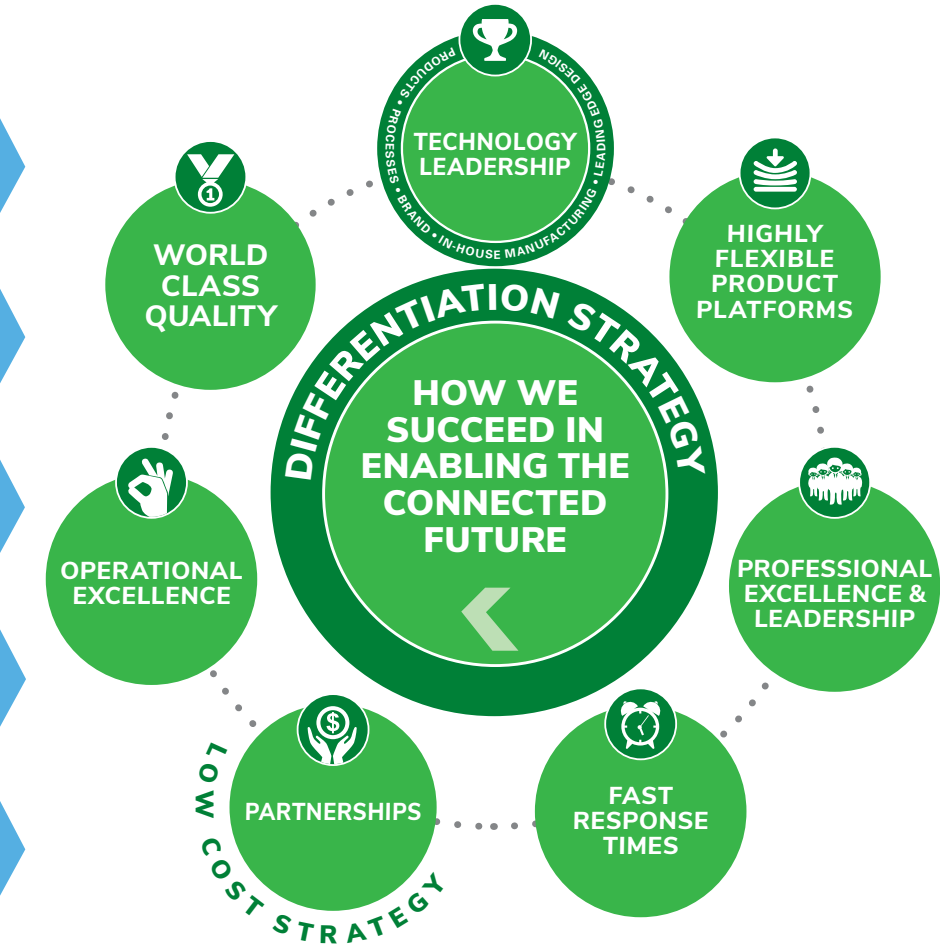 PRODUCTS • PROCESSES • BRAND • IN-HOUSE MANUFACTURING • LEADING EDGE DESIGN
TECHNOLOGY
LEADERSHIP
1
WORLD
CLASS
QUALITY
HIGHLY
FLEXIBLE
PRODUCT
PLATFORMS
DIFFERENTIATION STRATEGY
HOW WE
SUCCEED IN
ENABLING THE
CONNECTED
FUTURE
OPERATIONAL
EXCELLENCE
PROFESSIONAL
EXCELLENCE &
LEADERSHIP
$
PARTNERSHIPS
LOW COST STRATEGY
FAST
RESPONSE
TIMES